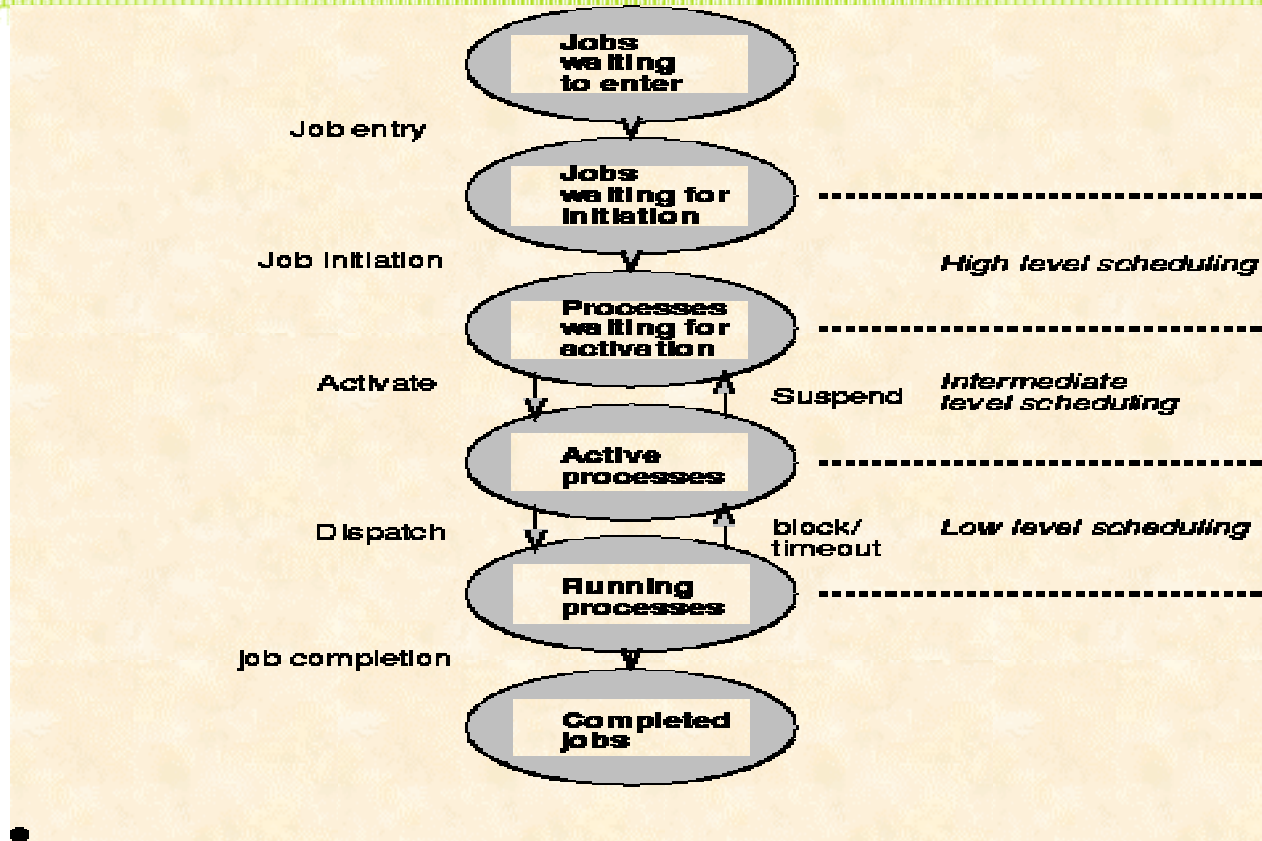 Jobs
waiting
to enter
Job entry
Jobs
waiting for
initiation
Job initiation
High level scheduling
Processes
waiting for
activation
Activate
Suspend
Intermediate
level scheduling
Active
processes
Dispatch
block/
timeout
Low level scheduling
Running
processes
job completion
Completed
jobs